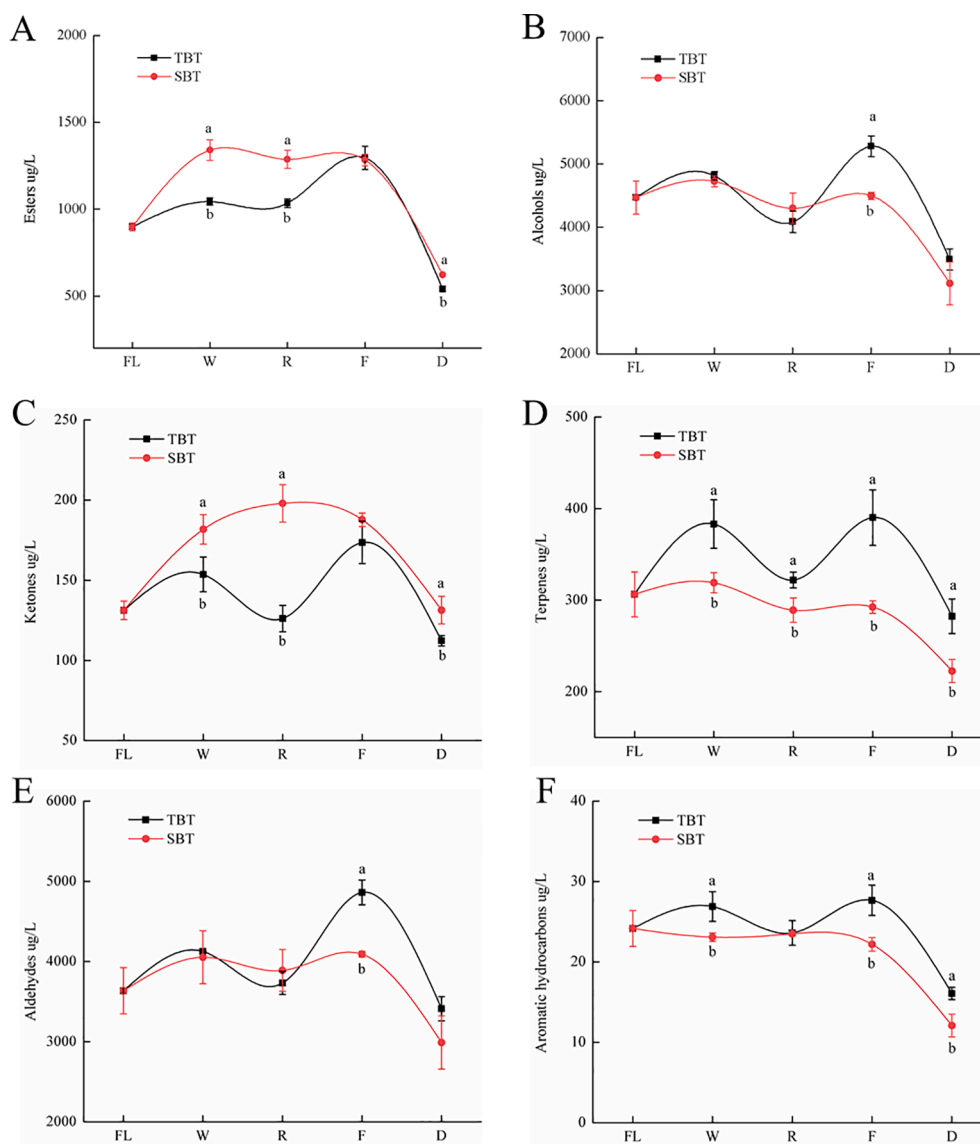 A
2000
1500
1000
500
Esters ug/L
TBT
SBT
a
a
b
b
a
b
FL W R F D
B
7000
6000
5000
4000
3000
2000
Alcohols ug/L
TBT
SBT
a
b
FL W R F D
C
250
200
150
100
50
Ketones ug/L
TBT
SBT
a
a
b
b
a
b
FL W R F D
D
500
400
300
200
Terpenes ug/L
TBT
SBT
a
a
a
b
b
b
a
b
FL W R F D
E
6000
5000
4000
3000
2000
Aldehydes ug/L
TBT
SBT
a
b
FL W R F D
F
40
30
20
10
0
Aromatic hydrocarbons ug/L
TBT
SBT
a
a
b
b
a
b
FL W R F D